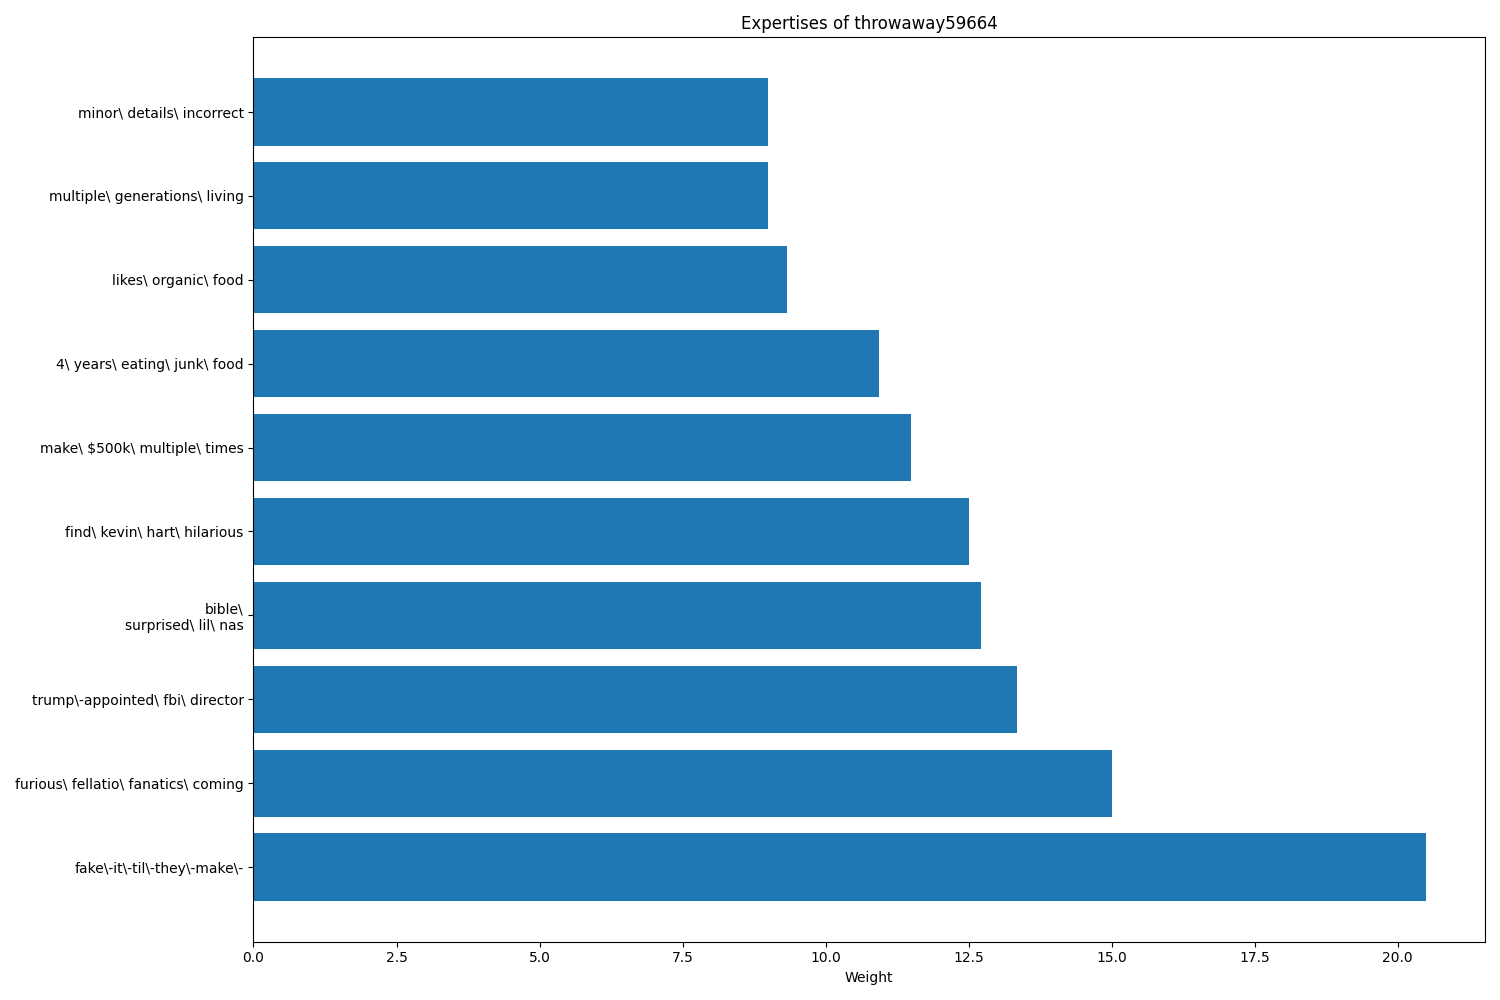 Expertises of throwaway59664
minor\ details\ incorrect
multiple\ generations\ living
likes\ organic\ food
4\ years\ eating\ junk\ food
make\ $500k\ multiple\ times
find\ kevin\ hart\ hilarious
bible\
surprised\ lil\ nas
trump\-appointed\ fbi\ director
furious\ fellatio\ fanatics\ coming
fake\-it\-til\-they\-make\-
0.0 2.5 5.0 7.5 10.0 12.5 15.0 17.5 20.0
Weight